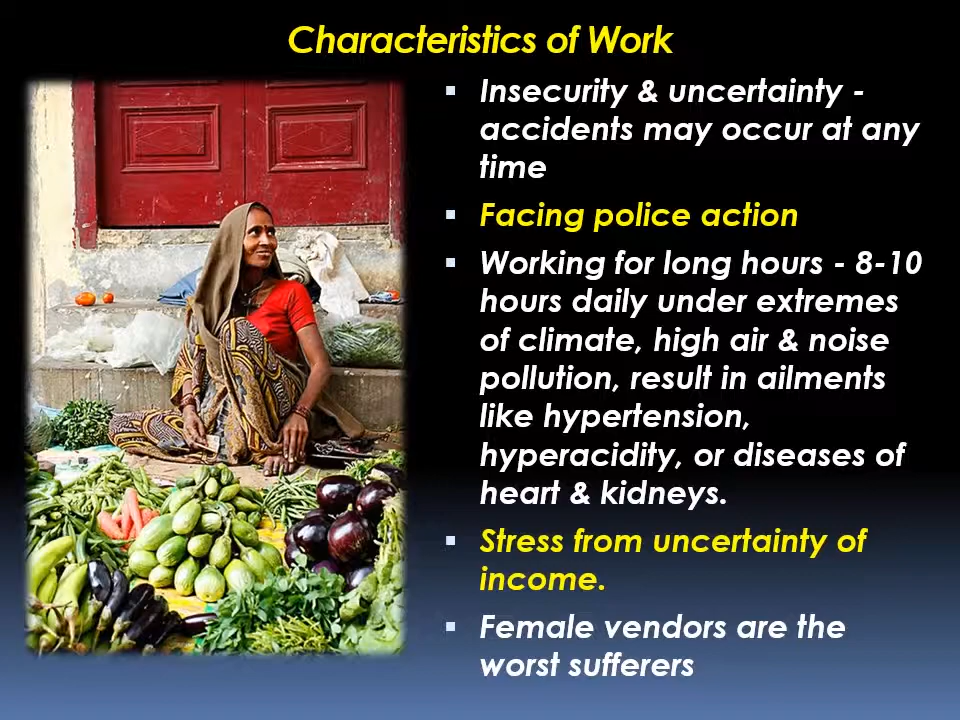 Characteristics of Work
▪ Insecurity & uncertainty -
accidents may occur at any
time
▪ Facing police action
▪ Working for long hours - 8-10
hours daily under extremes
of climate, high air & noise
pollution, result in ailments
like hypertension,
hyperacidity, or diseases of
heart & kidneys.
▪ Stress from uncertainty of
income.
▪ Female vendors are the
worst sufferers